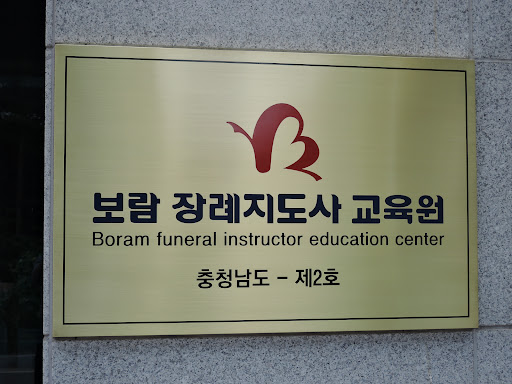 보람 장례지도사 교육원
Boram funeral instructor education center
충청남도 - 제2호